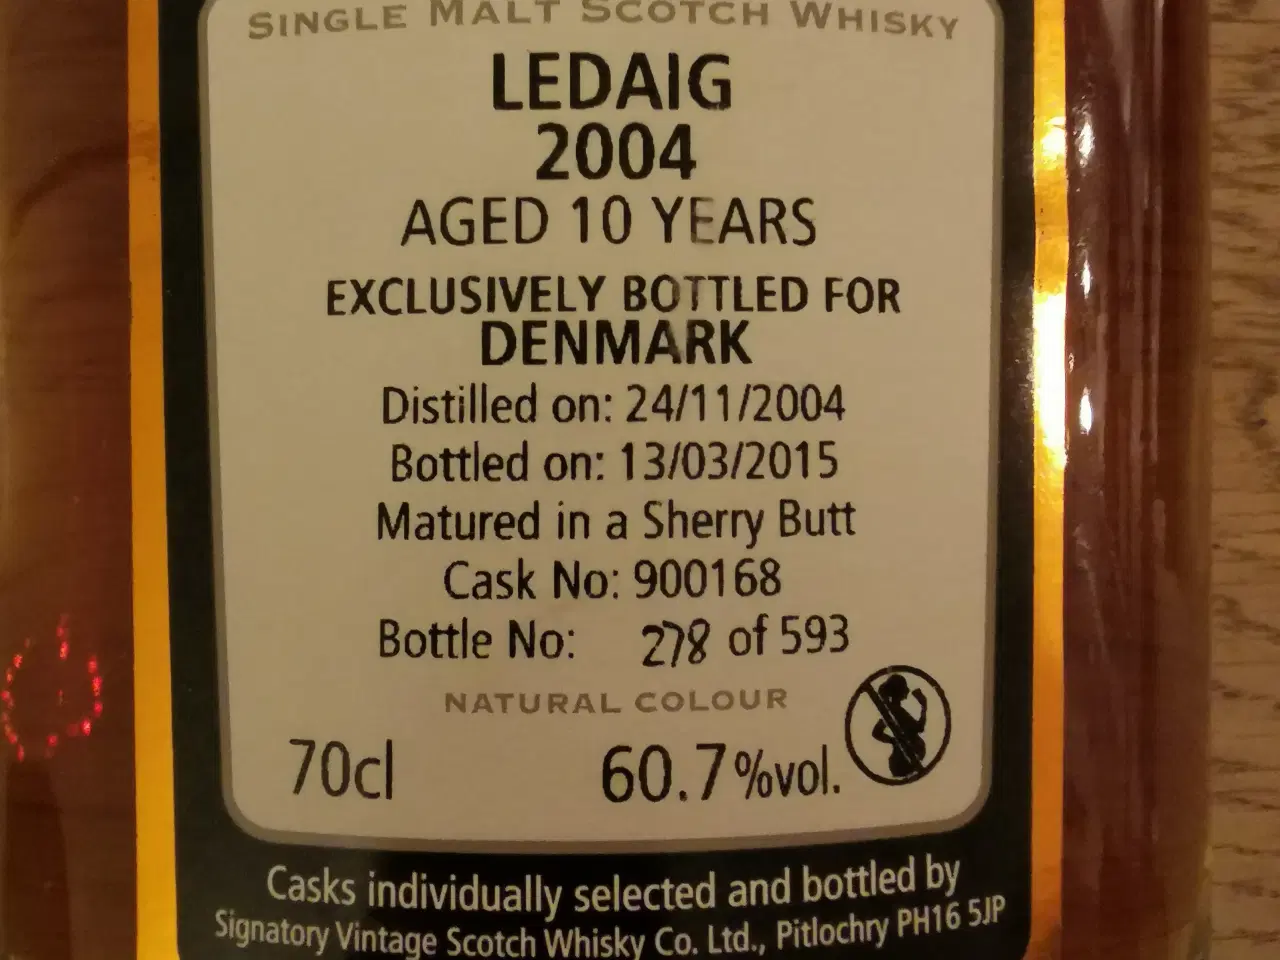 SINGLE MALT SCOTCH WHISKY
LEDAIG
2004
AGED 10 YEARS
EXCLUSIVELY BOTTLED FOR
DENMARK
Distilled on: 24/11/2004
Bottled on: 13/03/2015
Matured in a Sherry Butt
Cask No: 900168
Bottle No: 278 of 593
NATURAL COLOUR
70cl 60.7%vol.
Casks individually selected and bottled by
Signatory Vintage Scotch Whisky Co. Ltd., Pitlochry PH16 5JP